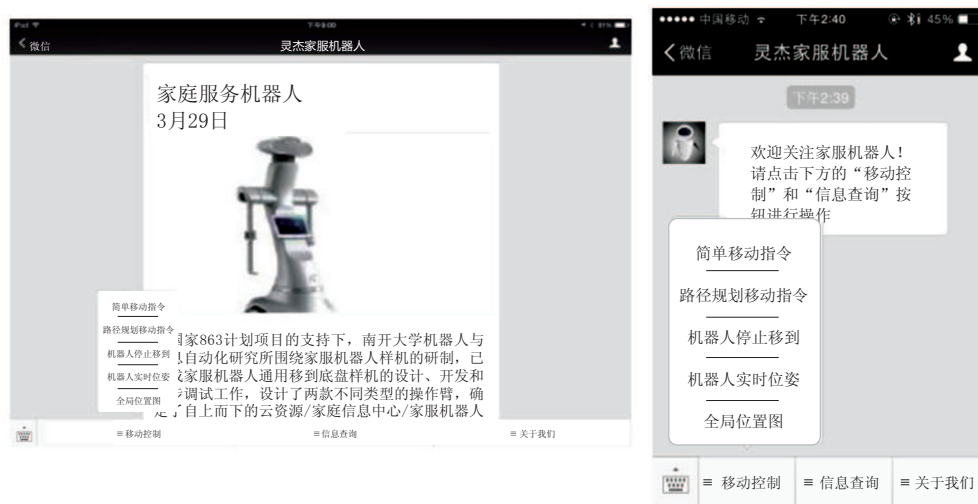 iPad
下午9:00
81%
微信
灵杰家服机器人
家庭服务机器人
3月29日
简单移动指令
路径规划移动指令
机器人停止移到
机器人实时位姿
全局位置图
国家863计划项目的支持下，南开大学机器人与
息自动化研究所围绕家服机器人样机的研制，已
成家服机器人通用移到底盘样机的设计、开发和
步调试工作，设计了两款不同类型的操作臂，确
定了自上而下的云资源/家庭信息中心/家服机器人
≡移动控制
≡信息查询
≡关于我们
中国移动
下午2:40
45%
微信
灵杰家服机器人
下午2:39
欢迎关注家服机器人！
请点击下方的“移动控
制”和“信息查询”按
钮进行操作
简单移动指令
路径规划移动指令
机器人停止移到
机器人实时位姿
全局位置图
≡ 移动控制
≡ 信息查询
≡ 关于我们